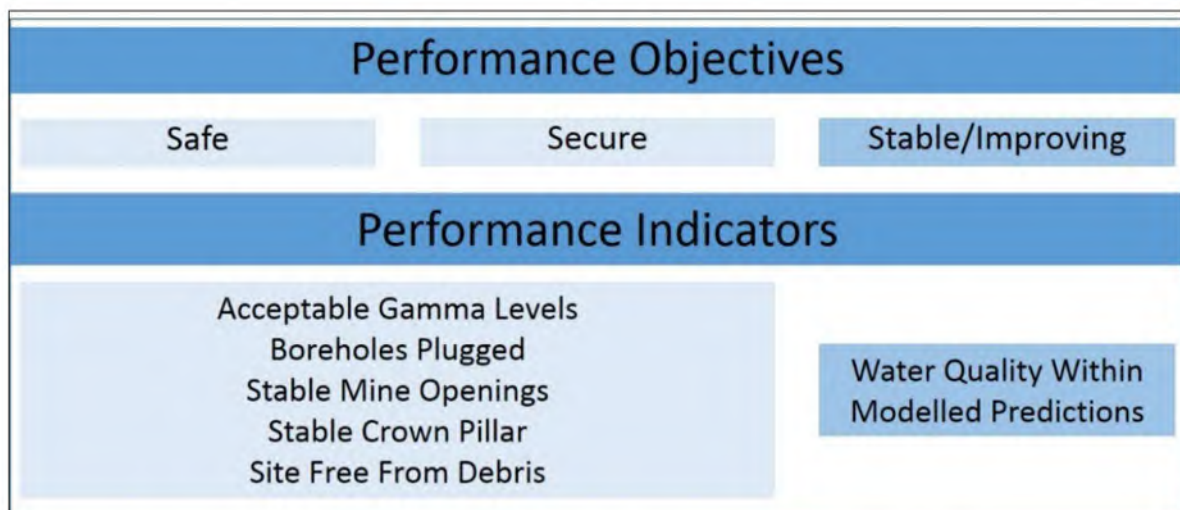 Performance Objectives
Safe
Secure
Stable/Improving
Performance Indicators
Acceptable Gamma Levels
Boreholes Plugged
Stable Mine Openings
Stable Crown Pillar
Site Free From Debris
Water Quality Within
Modelled Predictions